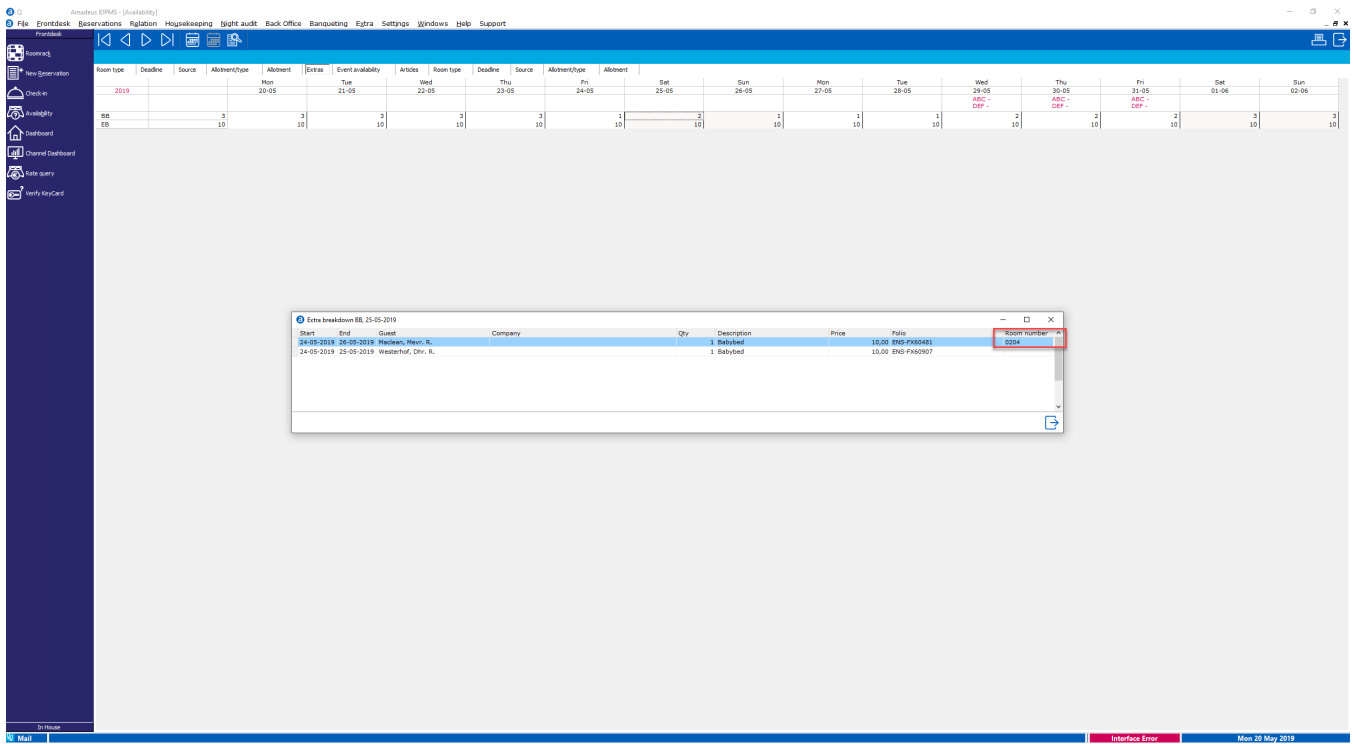 Q Amadeus IDPMS - [Availability]
File Frontdesk Reservations Relation Housekeeping Night audit Back Office Banqueting Extra Settings Windows Help Support
Frontdesk
Roomrack
New Reservation
Check-in
Availability
Dashboard
Channel Dashboard
Rate query
Verify KeyCard
In House
Room type Deadline Source Allotment/type Allotment Extras Event availability Articles Room type Deadline Source Allotment/type Allotment
Mon Tue Wed Thu Fri Sat Sun Mon Tue Wed Thu Fri Sat Sun
2019 20-05 21-05 22-05 23-05 24-05 25-05 26-05 27-05 28-05 29-05 30-05 31-05 01-06 02-06
ABC - ABC - ABC -
DEF - DEF - DEF -
BB 3 3 3 3 3 1 2 1 1 1 2 2 2 3 3
EB 10 10 10 10 10 10 10 10 10 10 10 10 10 10 10
Extra breakdown BB, 25-05-2019
Start End Guest Company Qty Description Price Folio Room number
24-05-2019 26-05-2019 Maclean, Mevr. R. 1 Babybed 10,00 ENS-FX60481 0204
24-05-2019 25-05-2019 Westerhof, Dhr. R. 1 Babybed 10,00 ENS-FX60907
Mail Interface Error Mon 20 May 2019